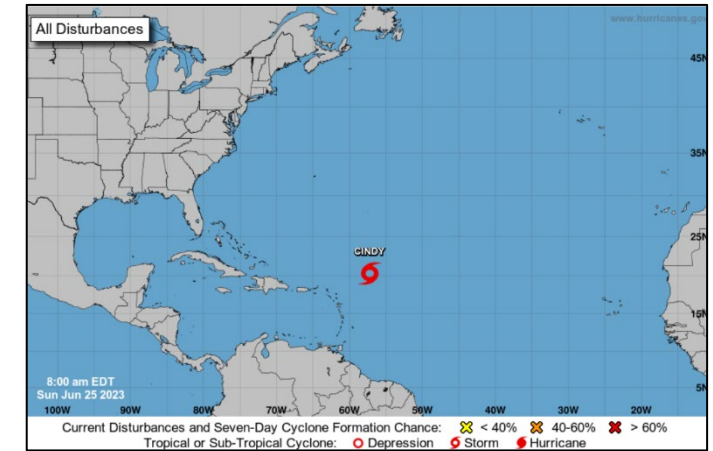 All Disturbances
www.hurricanes.gov
45N
35N
25N
CINDY
15N
5N
8:00 am EDT
Sun Jun 25 2023
100W 90W 80W 70W 60W 50W 40W 30W 20W
Current Disturbances and Seven-Day Cyclone Formation Chance: < 40% 40-60% > 60%
Tropical or Sub-Tropical Cyclone: Depression Storm Hurricane